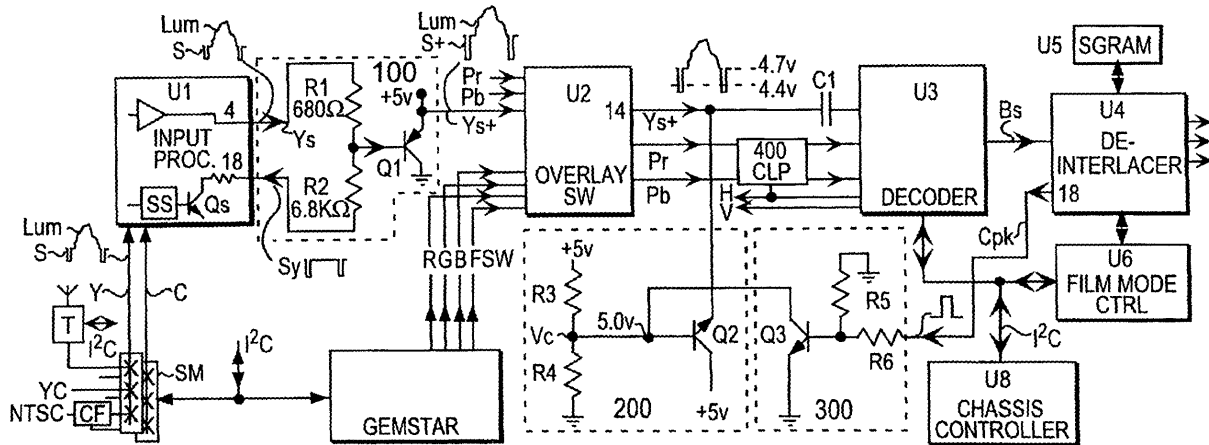 Lum
S
U1
4
INPUT
PROC.
18
SS
Qs
Ys
R1
680Ω
R2
6.8KΩ
100
+5v
Q1
Sy
Lum
S+
Pr
Pb
Ys+
U2
14
OVERLAY
SW
Ys+
Pr
Pb
4.7v
4.4v
C1
400
CLP
H
V
U3
DECODER
Bs
U5
SGRAM
U4
DE-
INTERLACER
18
Cpk
U6
FILM MODE
CTRL
I²C
U8
CHASSIS
CONTROLLER
Lum
S
Y
C
T
I²C
YC
NTSC
CF
SM
I²C
GEMSTAR
R G B FSW
+5v
R3
Vc
5.0v
R4
Q2
+5v
200
Q3
R5
R6
300